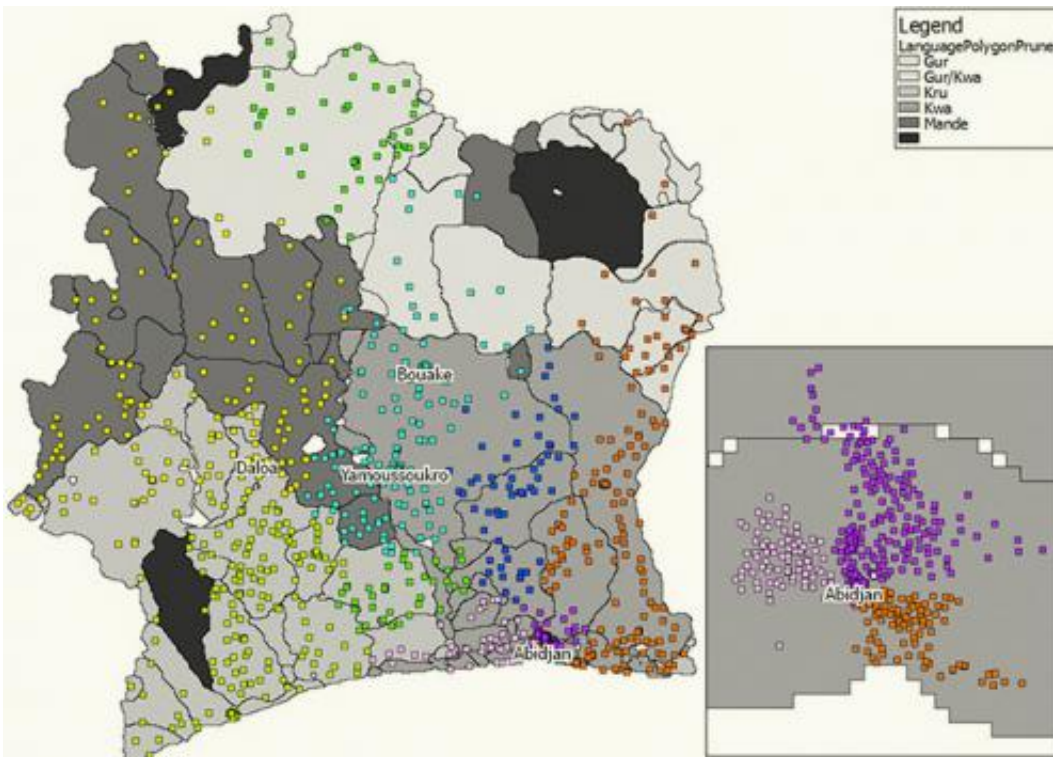 Legend
LanguagePolygonPrune
Gur
Gur/Kwa
Kru
Kwa
Mande
Bouake
Daloa
Yamoussoukro
Abidjan
Abidjan